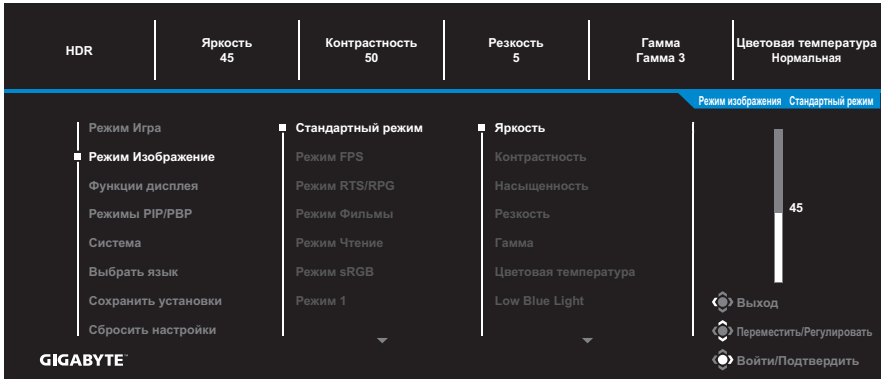 HDR
Яркость
45
Контрастность
50
Резкость
5
Гамма
Гамма 3
Цветовая температура
Нормальная
Режим изображения Стандартный режим
Режим Игра
Режим Изображение
Функции дисплея
Режимы PIP/PBP
Система
Выбрать язык
Сохранить установки
Сбросить настройки
Стандартный режим
Режим FPS
Режим RTS/RPG
Режим Фильмы
Режим Чтение
Режим sRGB
Режим 1
Яркость
Контрастность
Насыщенность
Резкость
Гамма
Цветовая температура
Low Blue Light
45
Выход
Переместить/Регулировать
Войти/Подтвердить
GIGABYTE™